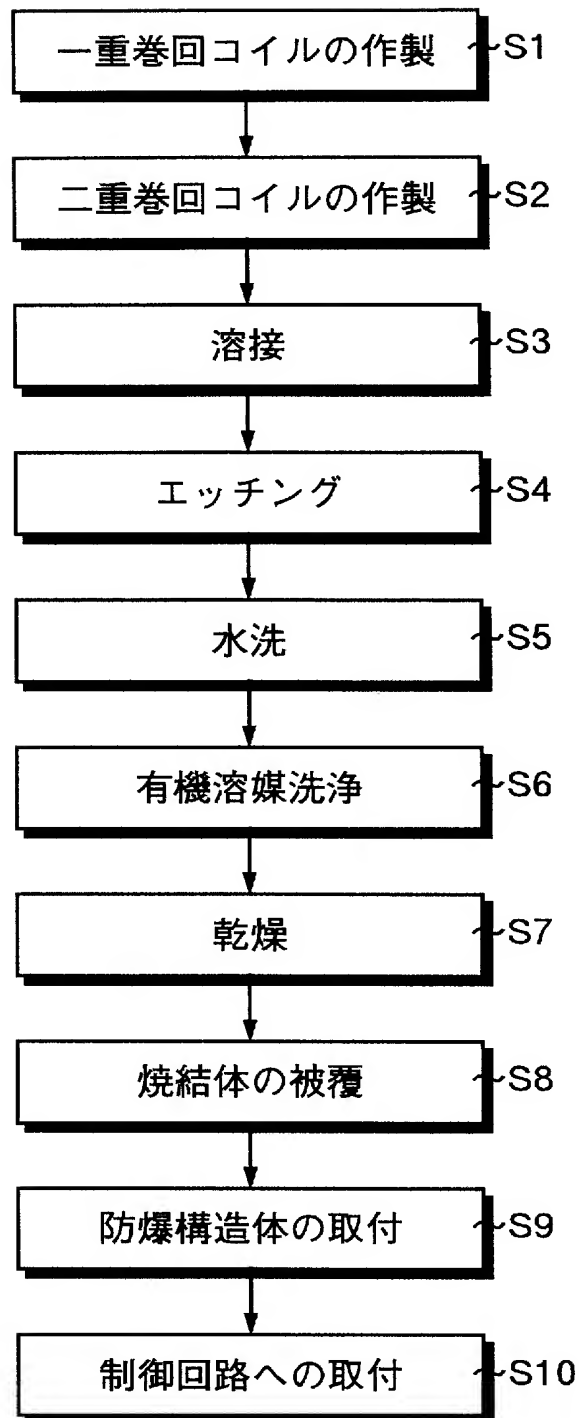 一重巻回コイルの作製 S1
二重巻回コイルの作製 S2
溶接 S3
エッチング S4
水洗 S5
有機溶媒洗浄 S6
乾燥 S7
焼結体の被覆 S8
防爆構造体の取付 S9
制御回路への取付 S10